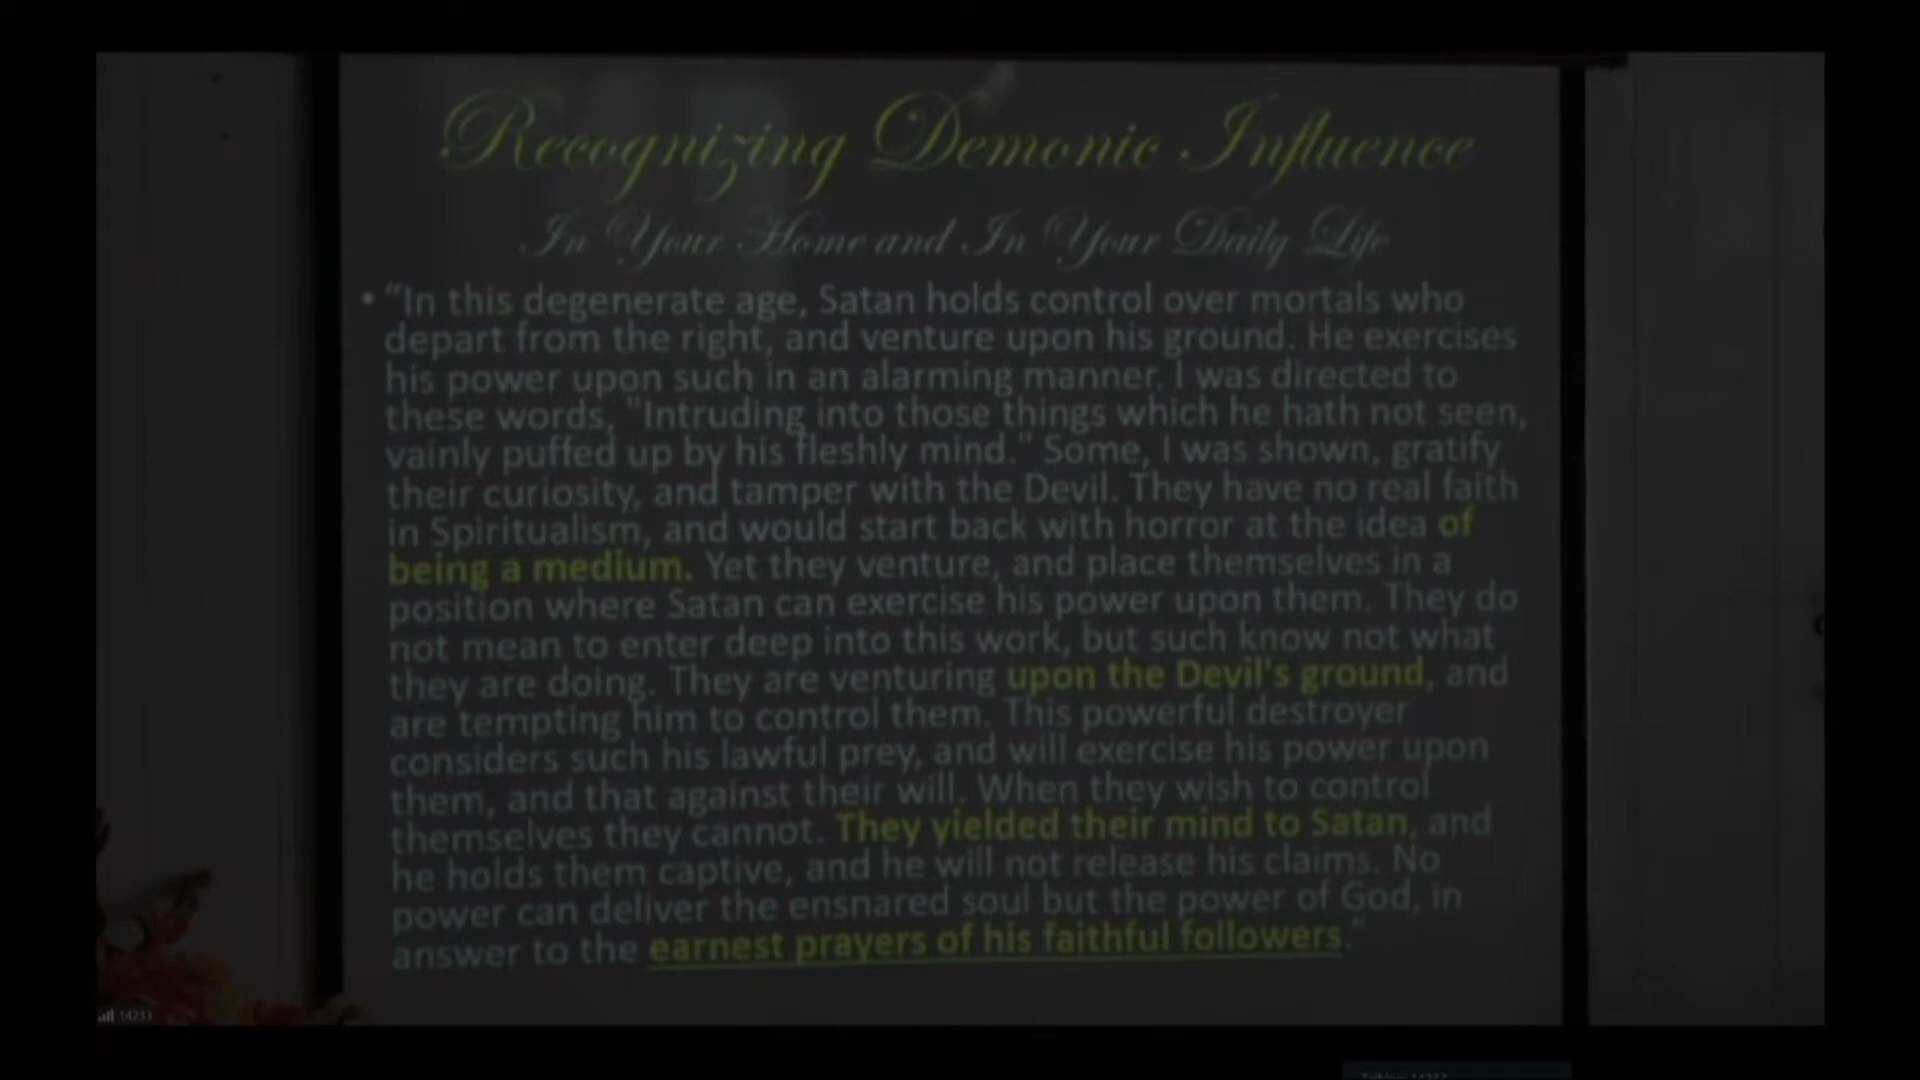 Recognizing Demonic Influence
In Your Home and In Your Daily Life
• “In this degenerate age, Satan holds control over mortals who
depart from the right, and venture upon his ground. He exercises
his power upon such in an alarming manner. I was directed to
these words, "Intruding into those things which he hath not seen,
vainly puffed up by his fleshly mind." Some, I was shown, gratify
their curiosity, and tamper with the Devil. They have no real faith
in Spiritualism, and would start back with horror at the idea of
being a medium. Yet they venture, and place themselves in a
position where Satan can exercise his power upon them. They do
not mean to enter deep into this work, but such know not what
they are doing. They are venturing upon the Devil's ground, and
are tempting him to control them. This powerful destroyer
considers such his lawful prey, and will exercise his power upon
them, and that against their will. When they wish to control
themselves they cannot. They yielded their mind to Satan, and
he holds them captive, and he will not release his claims. No
power can deliver the ensnared soul but the power of God, in
answer to the earnest prayers of his faithful followers.”
14233